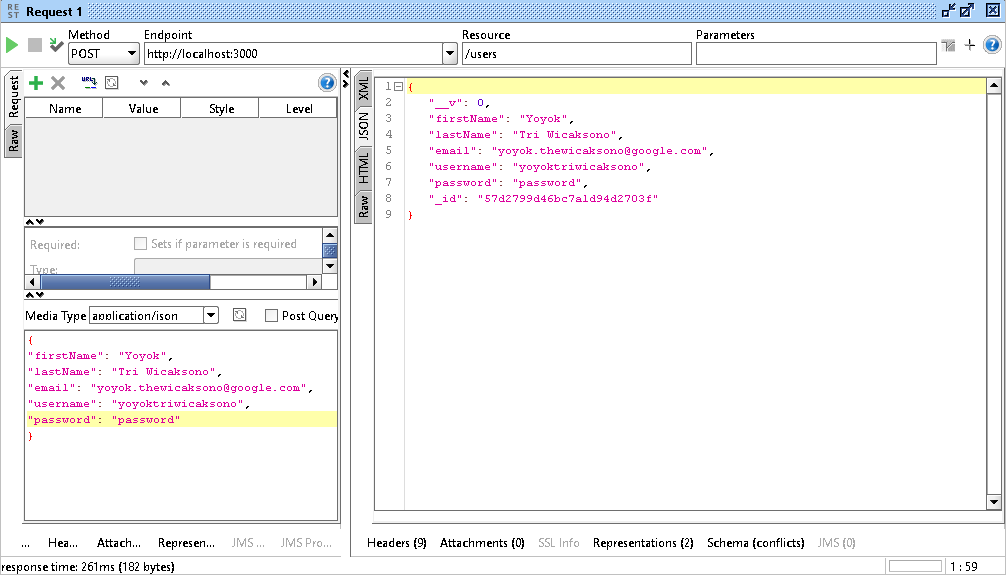 REST Request 1
Method Endpoint Resource Parameters
POST http://localhost:3000 /users
Request
Raw
Name Value Style Level
Required: Sets if parameter is required
Type:
Media Type application/json Post Query
{
"firstName": "Yoyok",
"lastName": "Tri Wicaksono",
"email": "yoyok.thewicaksono@google.com",
"username": "yoyoktriwicaksono",
"password": "password"
}
... Hea... Attach... Represen... JMS ... JMS Pro...
XML
JSON
HTML
Raw
1 {
2 "__v": 0,
3 "firstName": "Yoyok",
4 "lastName": "Tri Wicaksono",
5 "email": "yoyok.thewicaksono@google.com",
6 "username": "yoyoktriwicaksono",
7 "password": "password",
8 "_id": "57d2799d46bc7a1d94d2703f"
9 }
Headers (9) Attachments (0) SSL Info Representations (2) Schema (conflicts) JMS (0)
response time: 261ms (182 bytes) 1 : 59